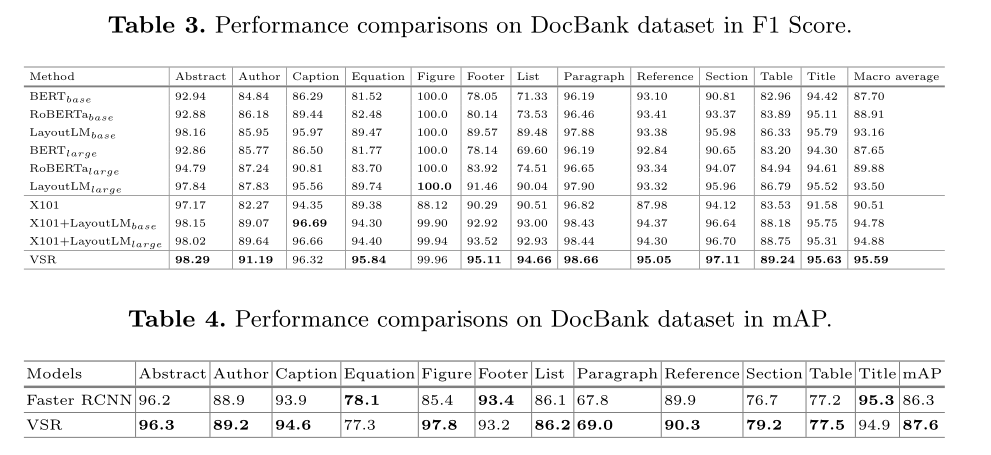 Table 3. Performance comparisons on DocBank dataset in F1 Score.
Method Abstract Author Caption Equation Figure Footer List Paragraph Reference Section Table Title Macro average
BERTbase 92.94 84.84 86.29 81.52 100.0 78.05 71.33 96.19 93.10 90.81 82.96 94.42 87.70
RoBERTabase 92.88 86.18 89.44 82.48 100.0 80.14 73.53 96.46 93.41 93.37 83.89 95.11 88.91
LayoutLMbase 98.16 85.95 95.97 89.47 100.0 89.57 89.48 97.88 93.38 95.98 86.33 95.79 93.16
BERTlarge 92.86 85.77 86.50 81.77 100.0 78.14 69.60 96.19 92.84 90.65 83.20 94.30 87.65
RoBERTalarge 94.79 87.24 90.81 83.70 100.0 83.92 74.51 96.65 93.34 94.07 84.94 94.61 89.88
LayoutLMlarge 97.84 87.83 95.56 89.74 100.0 91.46 90.04 97.90 93.32 95.96 86.79 95.52 93.50
X101 97.17 82.27 94.35 89.38 88.12 90.29 90.51 96.82 87.98 94.12 83.53 91.58 90.51
X101+LayoutLMbase 98.15 89.07 96.69 94.30 99.90 92.92 93.00 98.43 94.37 96.64 88.18 95.75 94.78
X101+LayoutLMlarge 98.02 89.64 96.66 94.40 99.94 93.52 92.93 98.44 94.30 96.70 88.75 95.31 94.88
VSR 98.29 91.19 96.32 95.84 99.96 95.11 94.66 98.66 95.05 97.11 89.24 95.63 95.59
Table 4. Performance comparisons on DocBank dataset in mAP.
Models Abstract Author Caption Equation Figure Footer List Paragraph Reference Section Table Title mAP
Faster RCNN 96.2 88.9 93.9 78.1 85.4 93.4 86.1 67.8 89.9 76.7 77.2 95.3 86.3
VSR 96.3 89.2 94.6 77.3 97.8 93.2 86.2 69.0 90.3 79.2 77.5 94.9 87.6